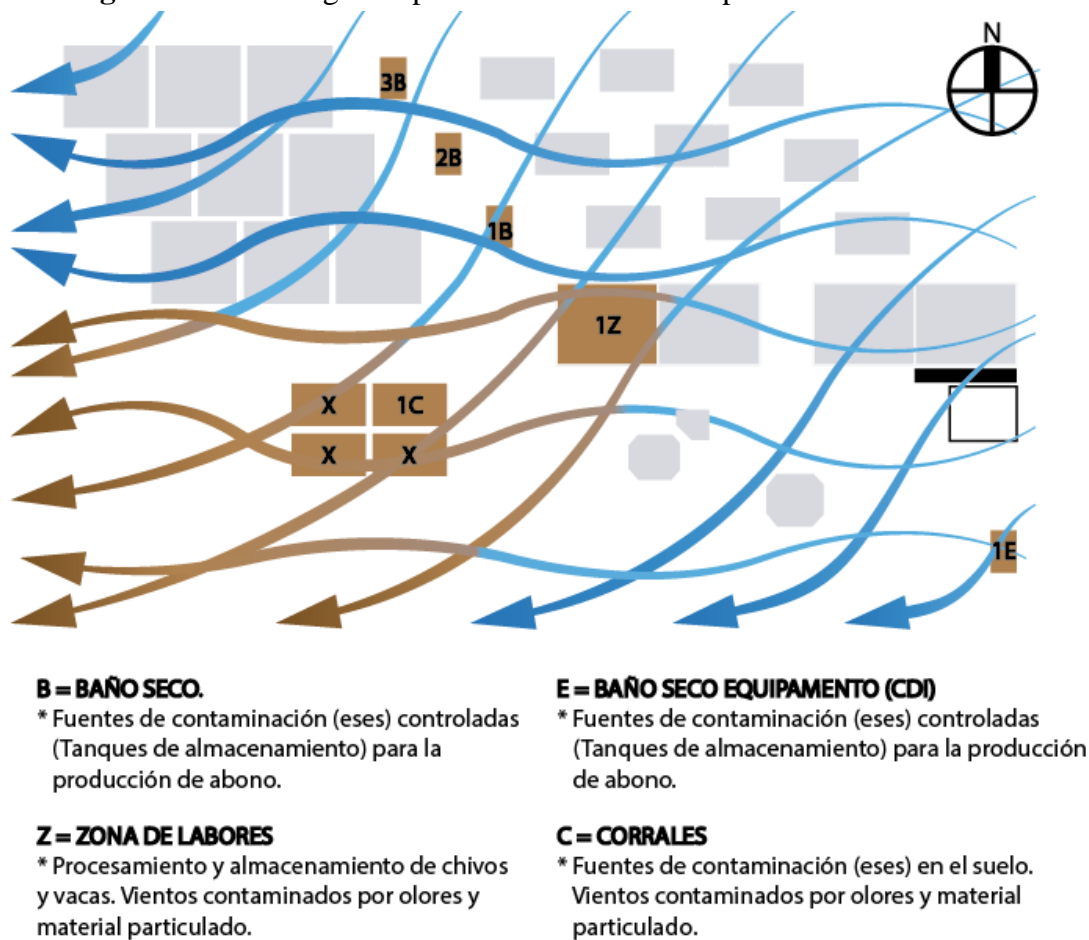 N
3B
2B
1B
1Z
X
1C
X
X
1E
B = BAÑO SECO.
* Fuentes de contaminación (eses) controladas
(Tanques de almacenamiento) para la
producción de abono.
E = BAÑO SECO EQUIPAMENTO (CDI)
* Fuentes de contaminación (eses) controladas
(Tanques de almacenamiento) para la producción
de abono.
Z = ZONA DE LABORES
* Procesamiento y almacenamiento de chivos
y vacas. Vientos contaminados por olores y
material particulado.
C = CORRALES
* Fuentes de contaminación (eses) en el suelo.
Vientos contaminados por olores y material
particulado.